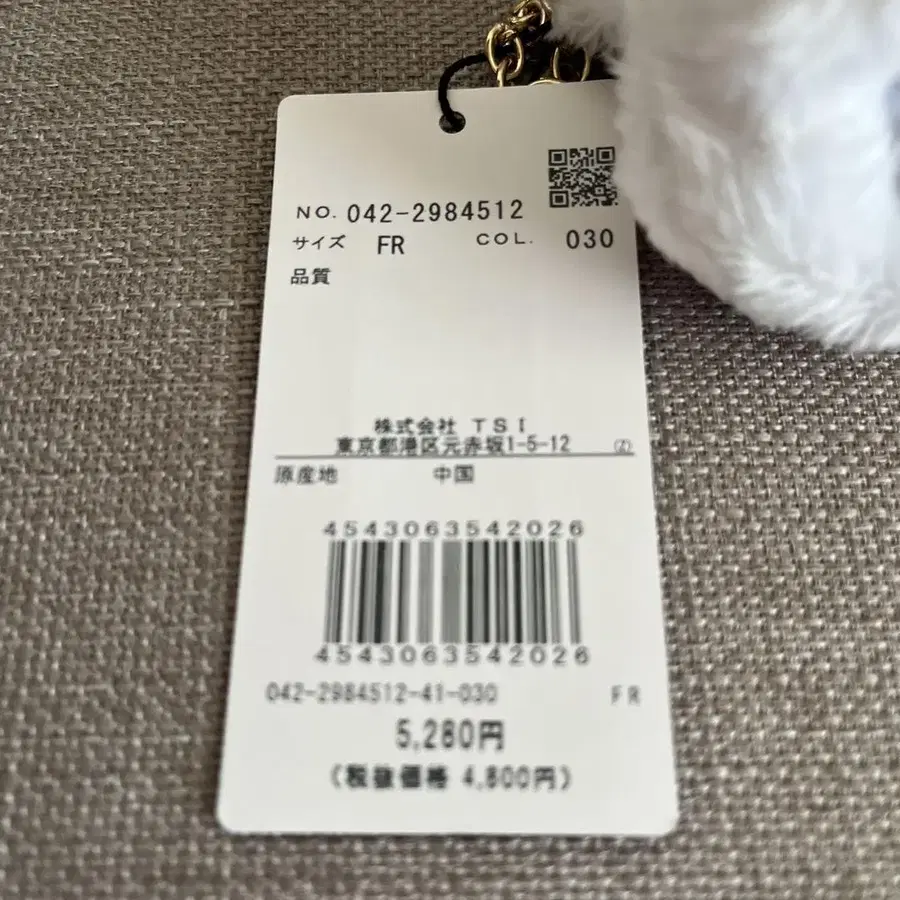 NO. 042-2984512
サイズ FR COL. 030
品質
株式会社 TSI
東京都港区元赤坂1-5-12 (Z)
原産地 中国
4543063542026
4543063542026
042-2984512-41-030 FR
5,280円
(税抜価格 4,800円)